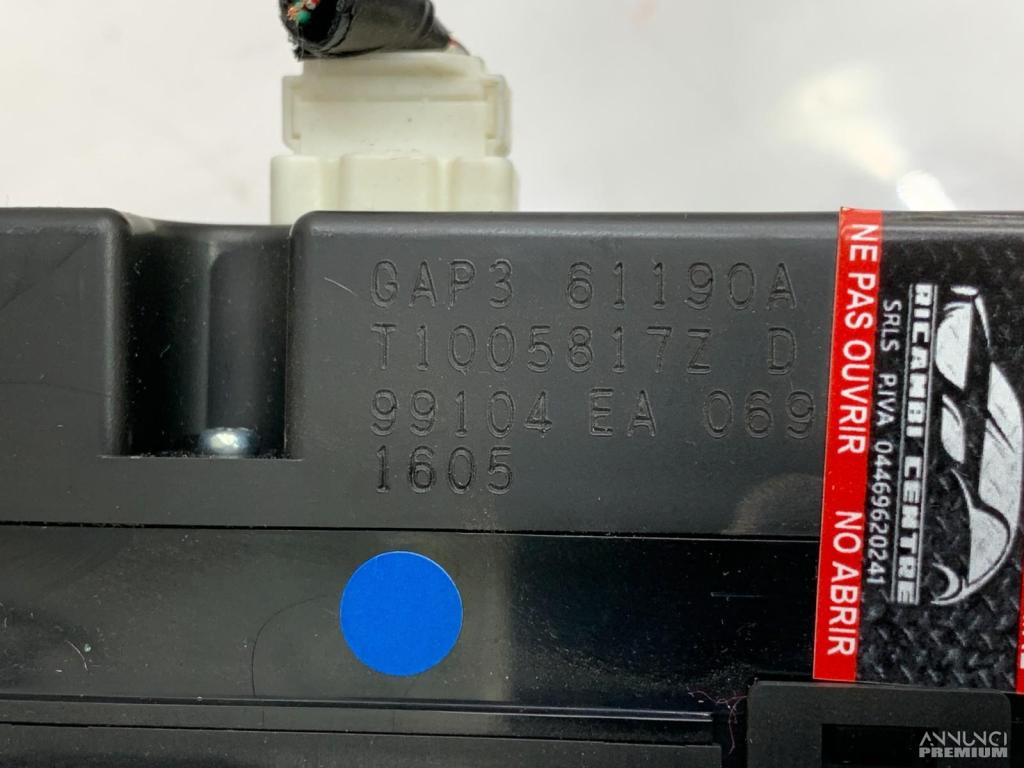 GAP3 61190A
T1005817Z D
99104 EA 069
1605
NE PAS OUVRIR NO ABRIR
RICAMBI CENTRE
SRLS P.IVA 04469620241
ANNUNCI
PREMIUM